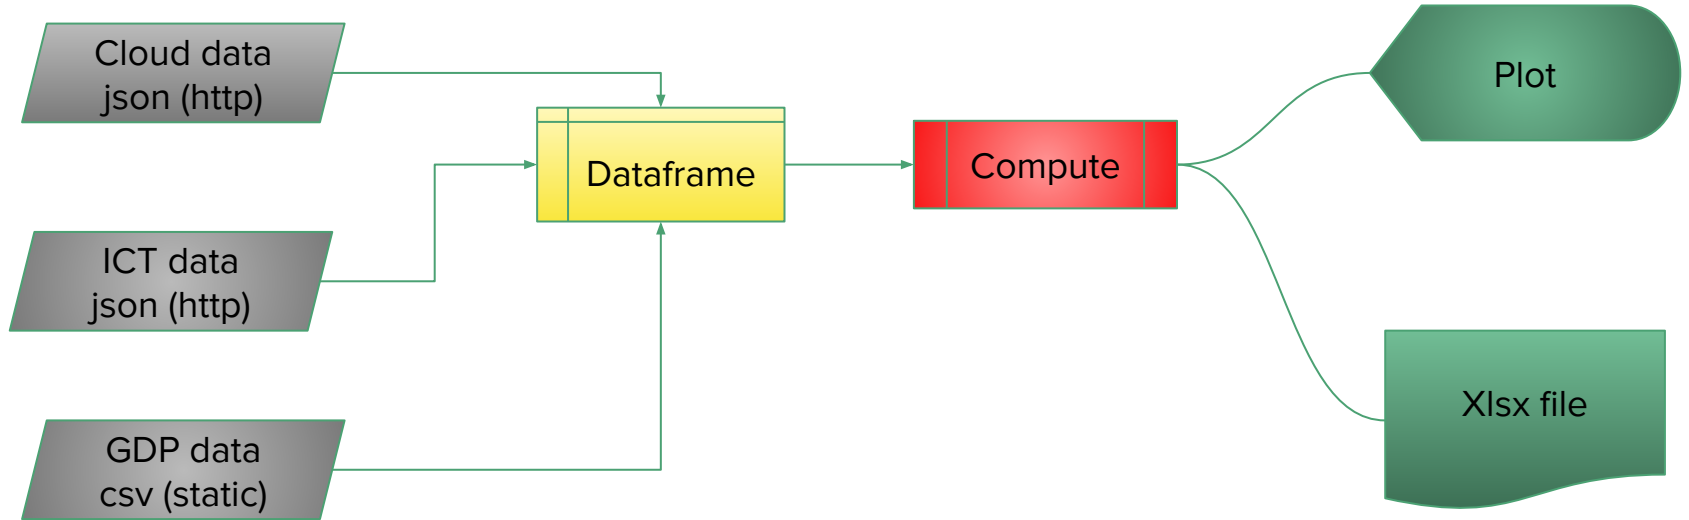 Cloud data
json (http)
ICT data
json (http)
GDP data
csv (static)
Dataframe
Compute
Plot
Xlsx file